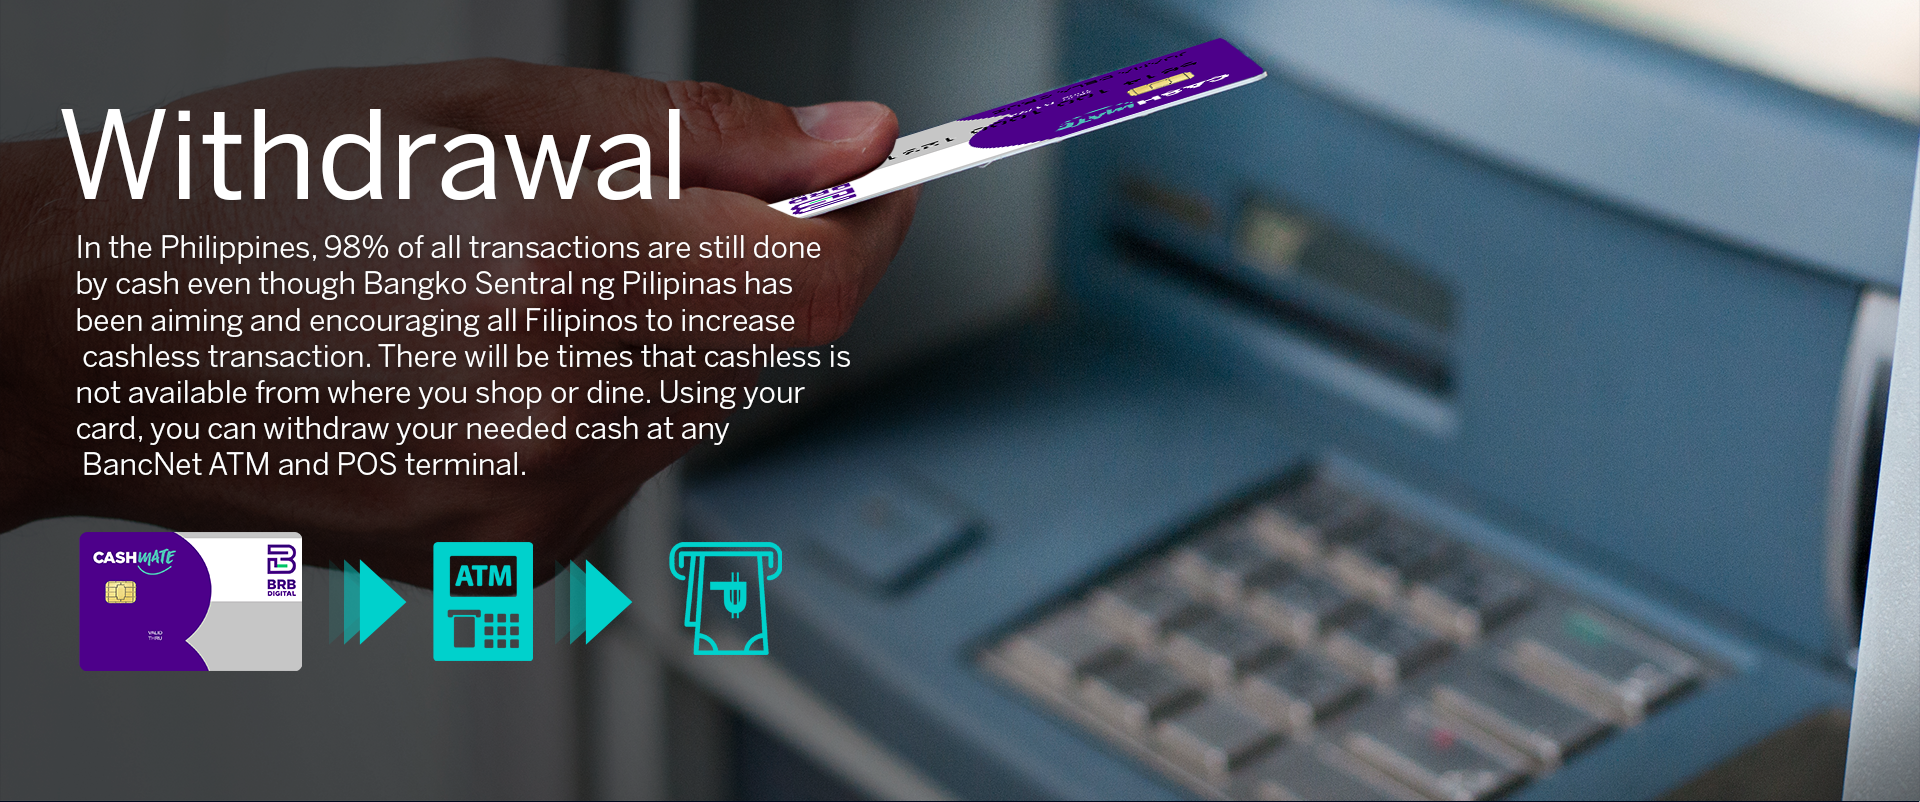 Withdrawal
In the Philippines, 98% of all transactions are still done
by cash even though Bangko Sentral ng Pilipinas has
been aiming and encouraging all Filipinos to increase
cashless transaction. There will be times that cashless is
not available from where you shop or dine. Using your
card, you can withdraw your needed cash at any
BancNet ATM and POS terminal.
CASHMATE
BRB
DIGITAL
VALID
THRU
ATM
CASHMATE